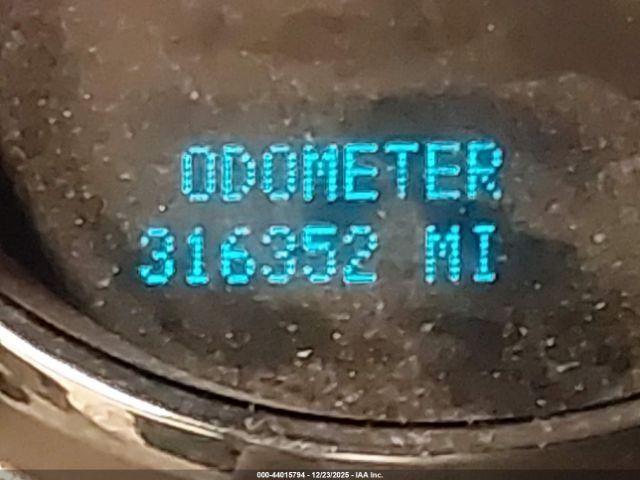 ODOMETER
316352 MI
000-44015794 - 12/23/2025 - IAA Inc.